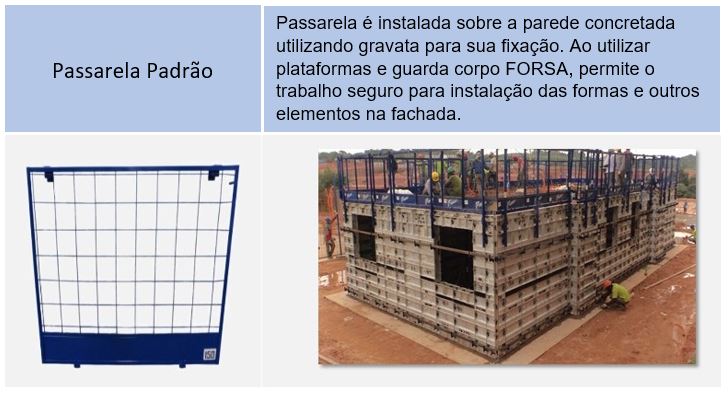 Passarela Padrão
Passarela é instalada sobre a parede concretada
utilizando gravata para sua fixação. Ao utilizar
plataformas e guarda corpo FORSA, permite o
trabalho seguro para instalação das formas e outros
elementos na fachada.